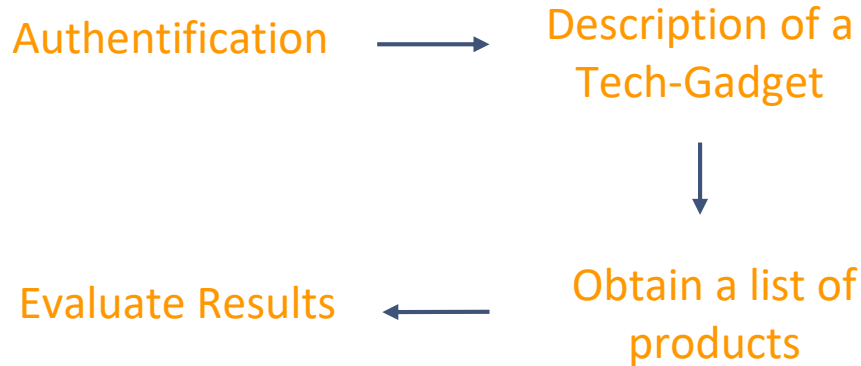 Authentification
Description of a
Tech-Gadget
Obtain a list of
products
Evaluate Results